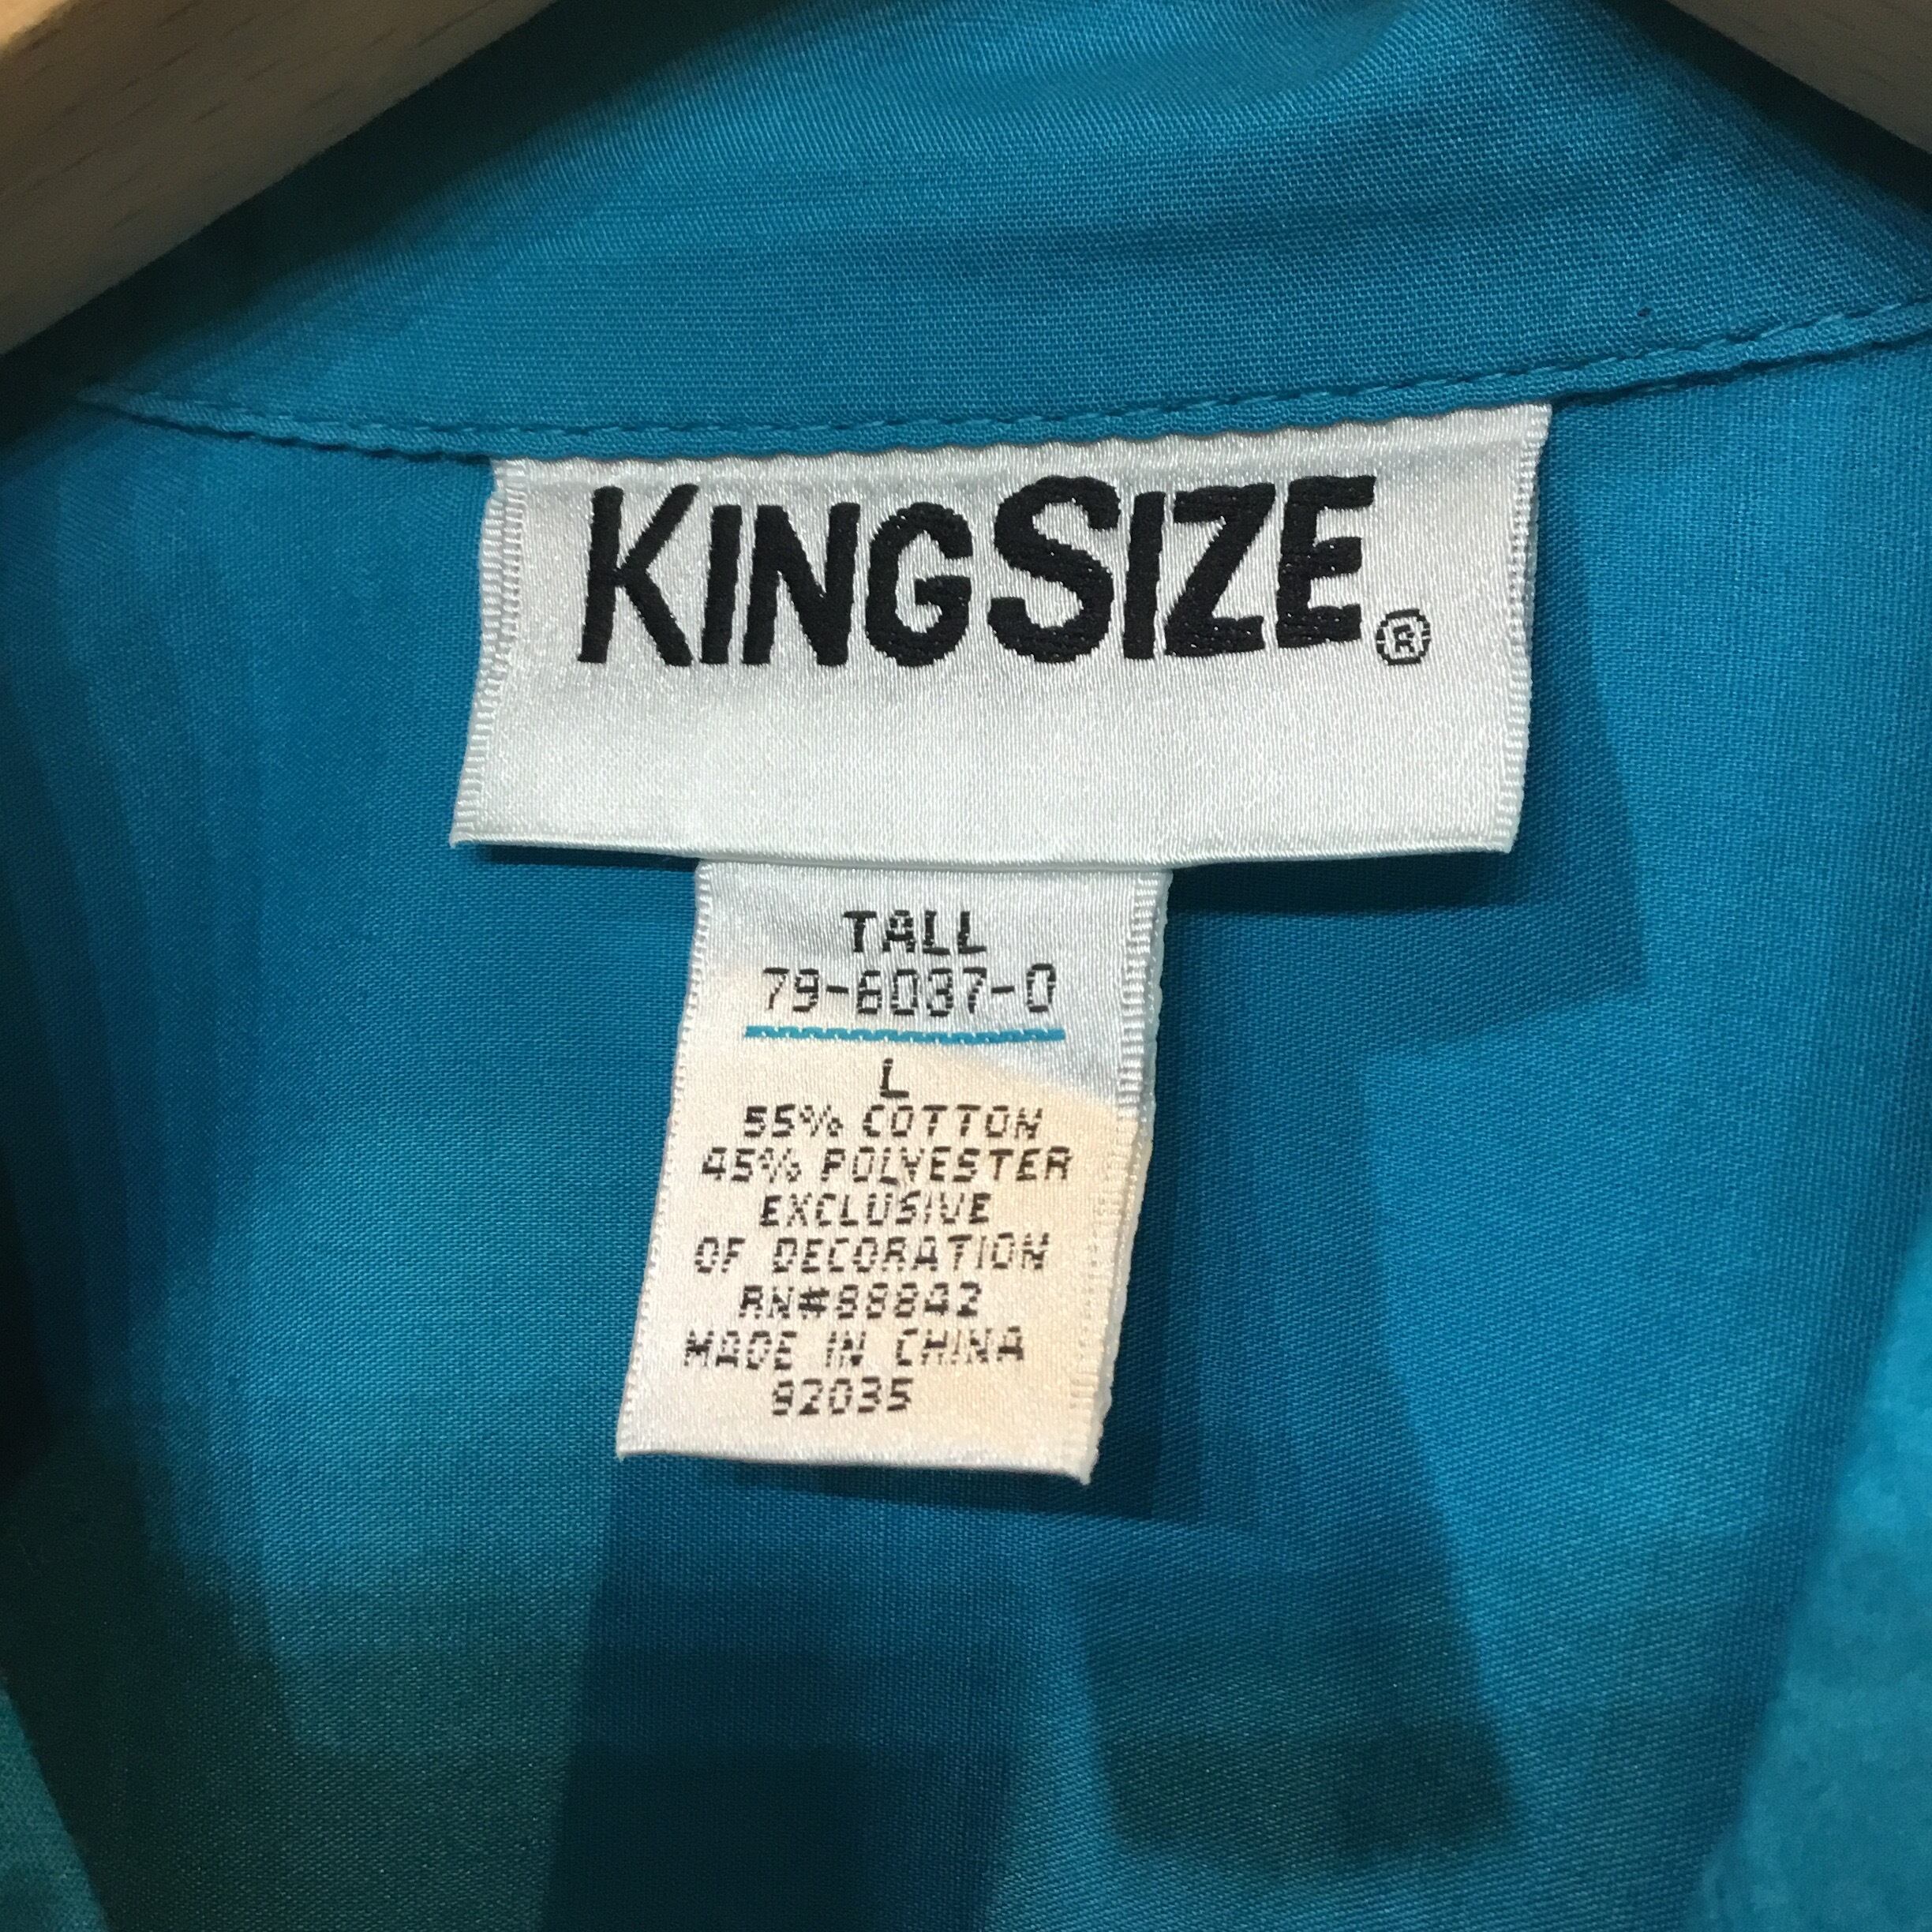 KINGSIZE®
TALL
79-6037-0
L
55% COTTON
45% POLYESTER
EXCLUSIVE
OF DECORATION
RN#88842
MADE IN CHINA
92035